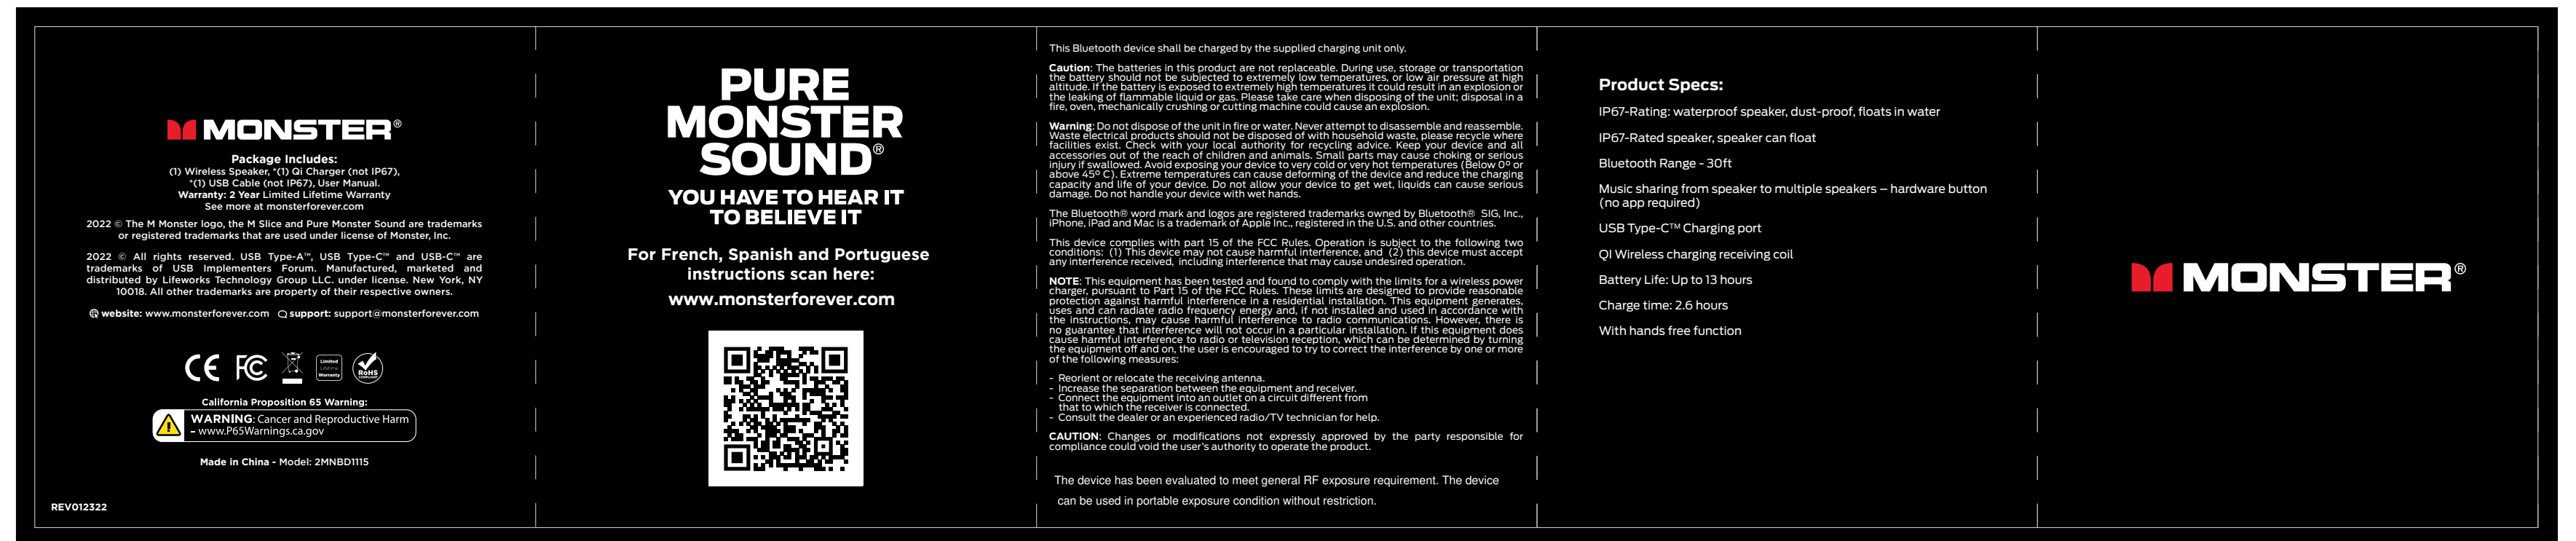 MONSTER®
Package Includes:
(1) Wireless Speaker, *(1) Qi Charger (not IP67),
*(1) USB Cable (not IP67), User Manual.
Warranty: 2 Year Limited Lifetime Warranty
See more at monsterforever.com
2022 © The M Monster logo, the M Slice and Pure Monster Sound are trademarks
or registered trademarks that are used under license of Monster, Inc.
2022 © All rights reserved. USB Type-A™, USB Type-C™ and USB-C™ are
trademarks of USB Implementers Forum. Manufactured, marketed and
distributed by Lifeworks Technology Group LLC. under license. New York, NY
10018. All other trademarks are property of their respective owners.
website: www.monsterforever.com support: support@monsterforever.com
CE FC
Limited
Lifetime
Warranty
RoHS
COMPLIANT
California Proposition 65 Warning:
WARNING: Cancer and Reproductive Harm
– www.P65Warnings.ca.gov
Made in China - Model: 2MNBD1115
REV012322
PURE
MONSTER
SOUND®
YOU HAVE TO HEAR IT
TO BELIEVE IT
For French, Spanish and Portuguese
instructions scan here:
www.monsterforever.com
This Bluetooth device shall be charged by the supplied charging unit only.
Caution: The batteries in this product are not replaceable. During use, storage or transportation
the battery should not be subjected to extremely low temperatures, or low air pressure at high
altitude. If the battery is exposed to extremely high temperatures it could result in an explosion or
the leaking of flammable liquid or gas. Please take care when disposing of the unit; disposal in a
fire, oven, mechanically crushing or cutting machine could cause an explosion.
Warning: Do not dispose of the unit in fire or water. Never attempt to disassemble and reassemble.
Waste electrical products should not be disposed of with household waste, please recycle where
facilities exist. Check with your local authority for recycling advice. Keep your device and all
accessories out of the reach of children and animals. Small parts may cause choking or serious
injury if swallowed. Avoid exposing your device to very cold or very hot temperatures (Below 0º or
above 45º C). Extreme temperatures can cause deforming of the device and reduce the charging
capacity and life of your device. Do not allow your device to get wet, liquids can cause serious
damage. Do not handle your device with wet hands.
The Bluetooth® word mark and logos are registered trademarks owned by Bluetooth® SIG, Inc.,
iPhone, iPad and Mac is a trademark of Apple Inc., registered in the U.S. and other countries.
This device complies with part 15 of the FCC Rules. Operation is subject to the following two
conditions: (1) This device may not cause harmful interference, and (2) this device must accept
any interference received, including interference that may cause undesired operation.
NOTE: This equipment has been tested and found to comply with the limits for a wireless power
charger, pursuant to Part 15 of the FCC Rules. These limits are designed to provide reasonable
protection against harmful interference in a residential installation. This equipment generates,
uses and can radiate radio frequency energy and, if not installed and used in accordance with
the instructions, may cause harmful interference to radio communications. However, there is
no guarantee that interference will not occur in a particular installation. If this equipment does
cause harmful interference to radio or television reception, which can be determined by turning
the equipment off and on, the user is encouraged to try to correct the interference by one or more
of the following measures:
- Reorient or relocate the receiving antenna.
- Increase the separation between the equipment and receiver.
- Connect the equipment into an outlet on a circuit different from
that to which the receiver is connected.
- Consult the dealer or an experienced radio/TV technician for help.
CAUTION: Changes or modifications not expressly approved by the party responsible for
compliance could void the user's authority to operate the product.
The device has been evaluated to meet general RF exposure requirement. The device
can be used in portable exposure condition without restriction.
Product Specs:
IP67-Rating: waterproof speaker, dust-proof, floats in water
IP67-Rated speaker, speaker can float
Bluetooth Range - 30ft
Music sharing from speaker to multiple speakers – hardware button
(no app required)
USB Type-C™ Charging port
QI Wireless charging receiving coil
Battery Life: Up to 13 hours
Charge time: 2.6 hours
With hands free function
MONSTER®